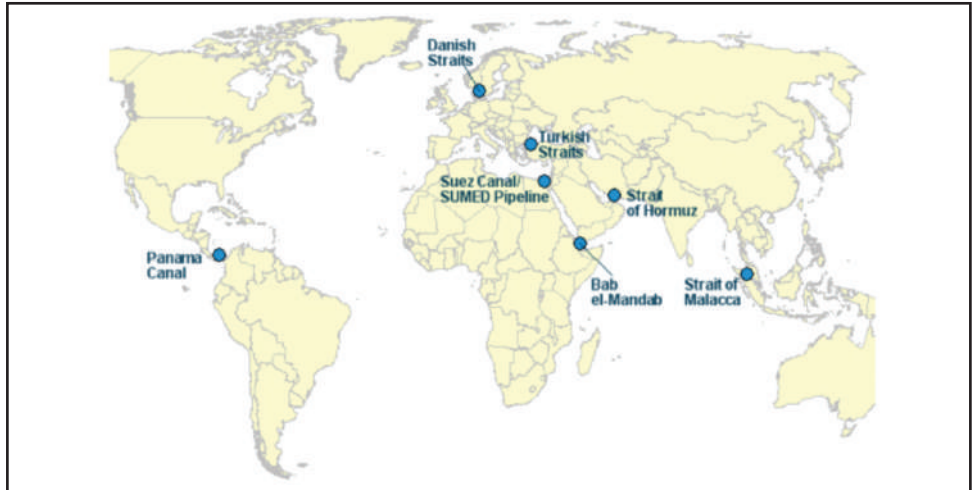 Danish
Straits
Turkish
Straits
Suez Canal/
SUMED Pipeline
Strait
of Hormuz
Panama
Canal
Bab
el-Mandab
Strait of
Malacca